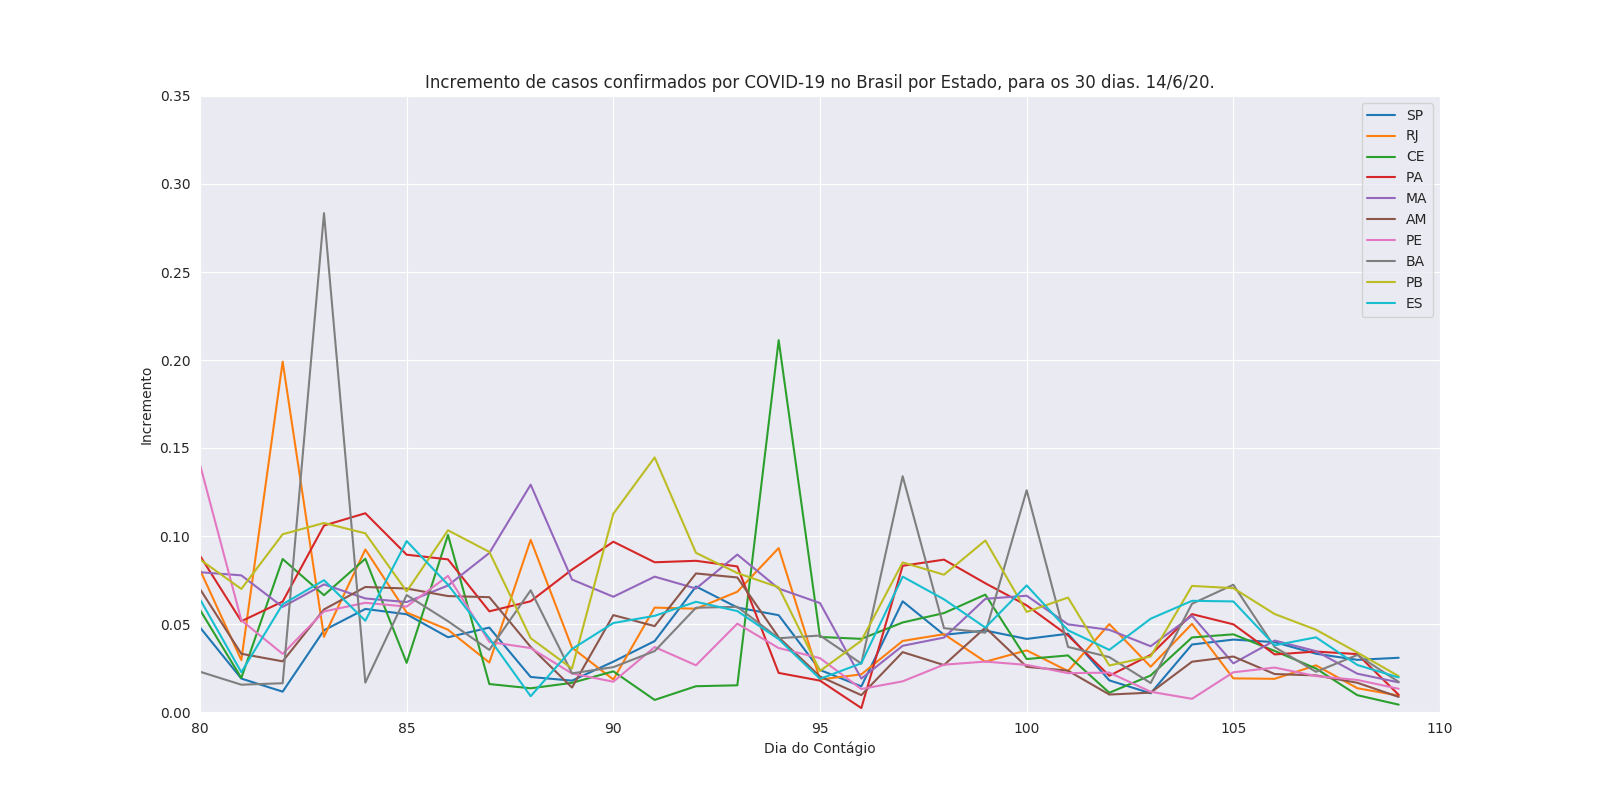 Incremento de casos confirmados por COVID-19 no Brasil por Estado, para os 30 dias. 14/6/20.
0.35
0.30
0.25
0.20
0.15
0.10
0.05
0.00
Incremento
80 85 90 95 100 105 110
Dia do Contágio
SP
RJ
CE
PA
MA
AM
PE
BA
PB
ES